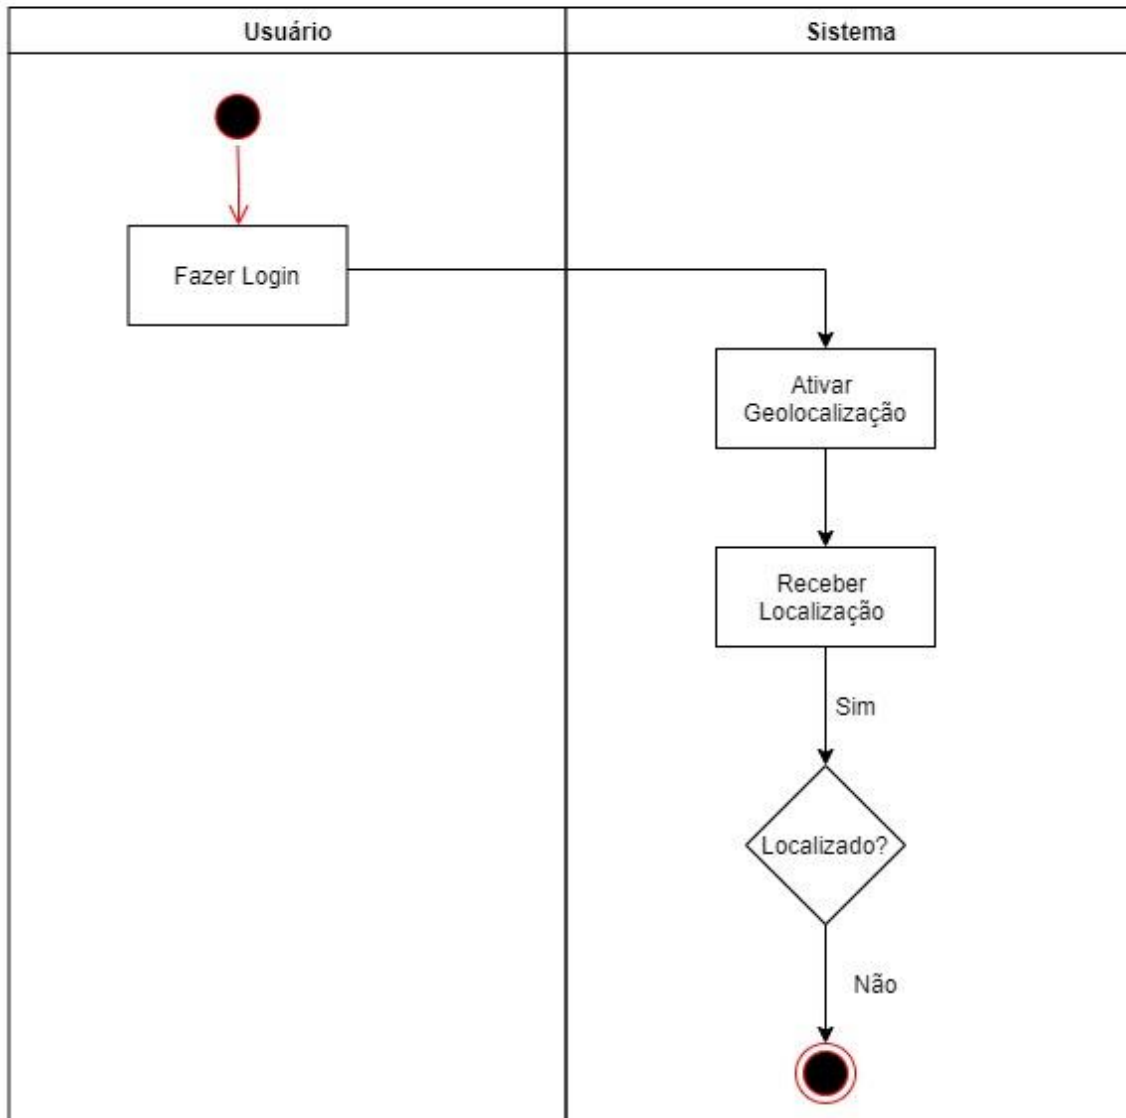 Usuário
Sistema
Fazer Login
Ativar
Geolocalização
Receber
Localização
Sim
Localizado?
Não